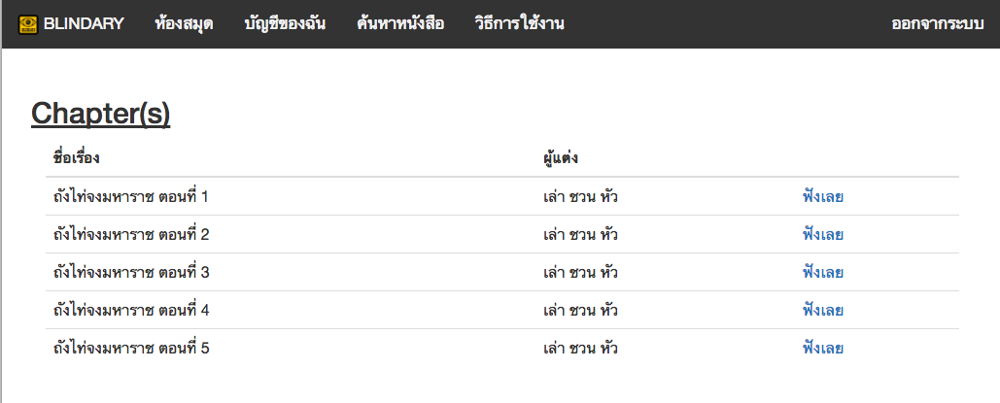 BLINDARY ห้องสมุด บัญชีของฉัน ค้นหาหนังสือ วิธีการใช้งาน ออกจากระบบ
Chapter(s)
ชื่อเรื่อง ผู้แต่ง
ถังไท่จงมหาราช ตอนที่ 1 เล่า ชวน หัว ฟังเลย
ถังไท่จงมหาราช ตอนที่ 2 เล่า ชวน หัว ฟังเลย
ถังไท่จงมหาราช ตอนที่ 3 เล่า ชวน หัว ฟังเลย
ถังไท่จงมหาราช ตอนที่ 4 เล่า ชวน หัว ฟังเลย
ถังไท่จงมหาราช ตอนที่ 5 เล่า ชวน หัว ฟังเลย